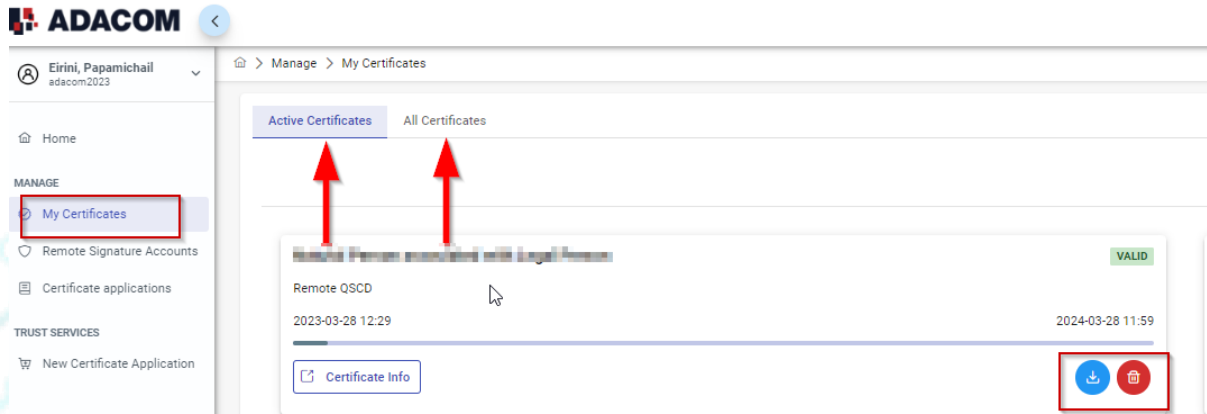 ADACOM
Eirini, Papamichail
adacom2023
Manage > My Certificates
Active Certificates All Certificates
Home
MANAGE
My Certificates
Remote Signature Accounts
Certificate applications
TRUST SERVICES
New Certificate Application
VALID
Remote QSCD
2023-03-28 12:29 2024-03-28 11:59
Certificate Info